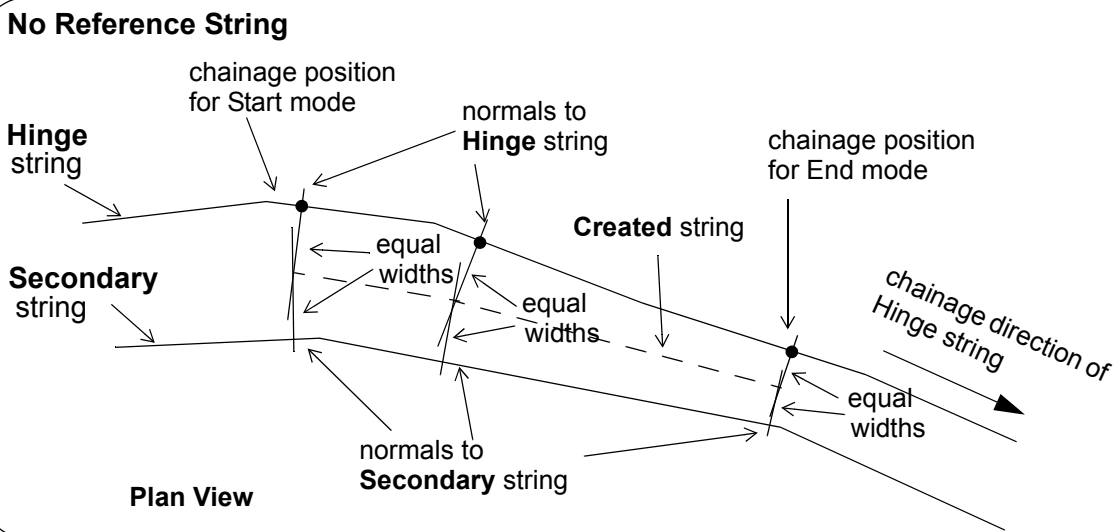 No Reference String
chainage position
for Start mode
normals to
Hinge string
chainage position
for End mode
Hinge
string
Created string
equal
widths
Secondary
string
equal
widths
chainage direction of
Hinge string
equal
widths
normals to
Secondary string
Plan View